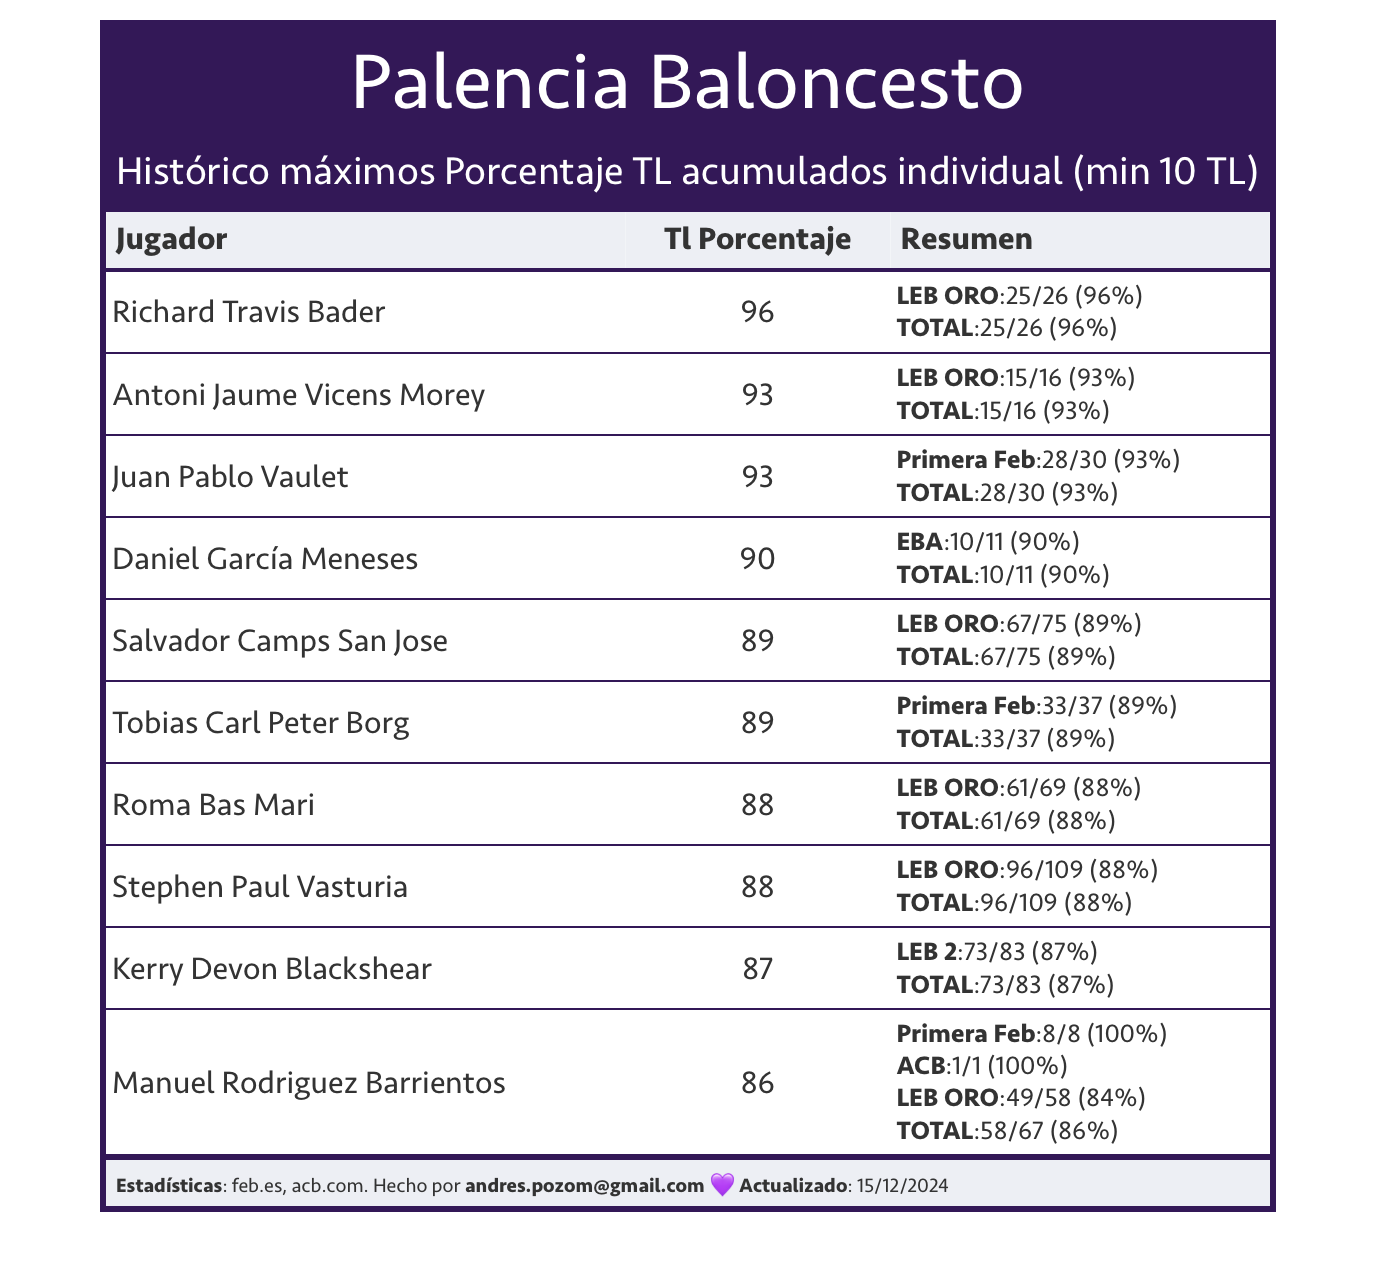 Palencia Baloncesto
Histórico máximos Porcentaje TL acumulados individual (min 10 TL)
Jugador Tl Porcentaje Resumen
Richard Travis Bader 96 LEB ORO:25/26 (96%)
TOTAL:25/26 (96%)
Antoni Jaume Vicens Morey 93 LEB ORO:15/16 (93%)
TOTAL:15/16 (93%)
Juan Pablo Vaulet 93 Primera Feb:28/30 (93%)
TOTAL:28/30 (93%)
Daniel García Meneses 90 EBA:10/11 (90%)
TOTAL:10/11 (90%)
Salvador Camps San Jose 89 LEB ORO:67/75 (89%)
TOTAL:67/75 (89%)
Tobias Carl Peter Borg 89 Primera Feb:33/37 (89%)
TOTAL:33/37 (89%)
Roma Bas Mari 88 LEB ORO:61/69 (88%)
TOTAL:61/69 (88%)
Stephen Paul Vasturia 88 LEB ORO:96/109 (88%)
TOTAL:96/109 (88%)
Kerry Devon Blackshear 87 LEB 2:73/83 (87%)
TOTAL:73/83 (87%)
Manuel Rodriguez Barrientos 86 Primera Feb:8/8 (100%)
ACB:1/1 (100%)
LEB ORO:49/58 (84%)
TOTAL:58/67 (86%)
Estadísticas: feb.es, acb.com. Hecho por andres.pozom@gmail.com 💜 Actualizado: 15/12/2024